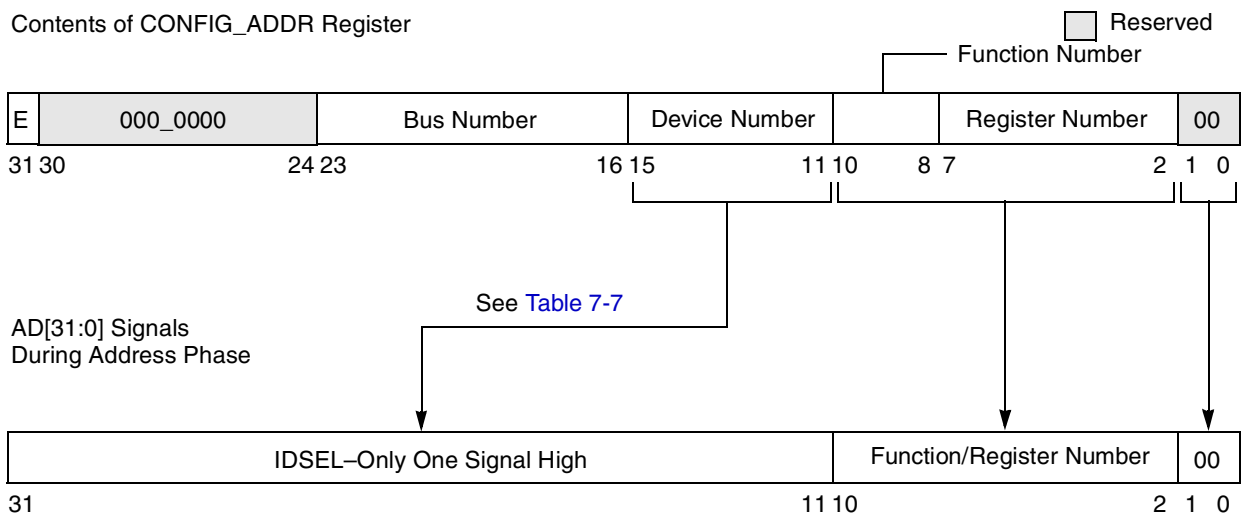 Contents of CONFIG_ADDR Register
Reserved
Function Number
E 000_0000 Bus Number Device Number Register Number 00
31 30 24 23 16 15 11 10 8 7 2 1 0
See Table 7-7
AD[31:0] Signals
During Address Phase
IDSEL–Only One Signal High Function/Register Number 00
31 11 10 2 1 0